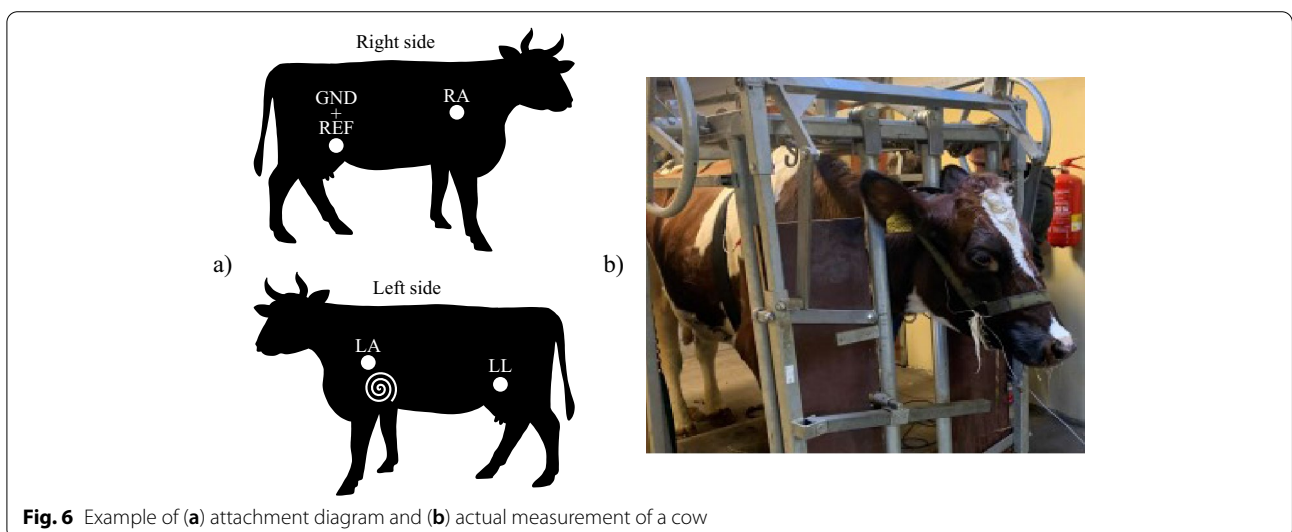 Right side
GND
+
REF
RA
a)
Left side
LA
LL
b)
Fig. 6 Example of (a) attachment diagram and (b) actual measurement of a cow